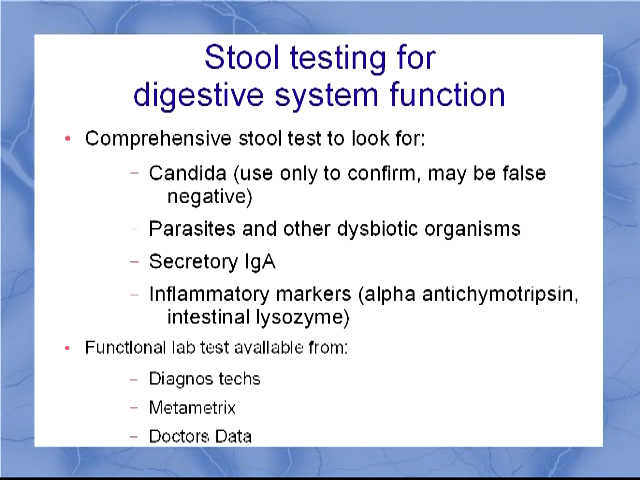 Stool testing for
digestive system function
• Comprehensive stool test to look for:
– Candida (use only to confirm, may be false
negative)
– Parasites and other dysbiotic organisms
– Secretory IgA
– Inflammatory markers (alpha antichymotripsin,
intestinal lysozyme)
• Functional lab test available from:
– Diagnos techs
– Metametrix
– Doctors Data